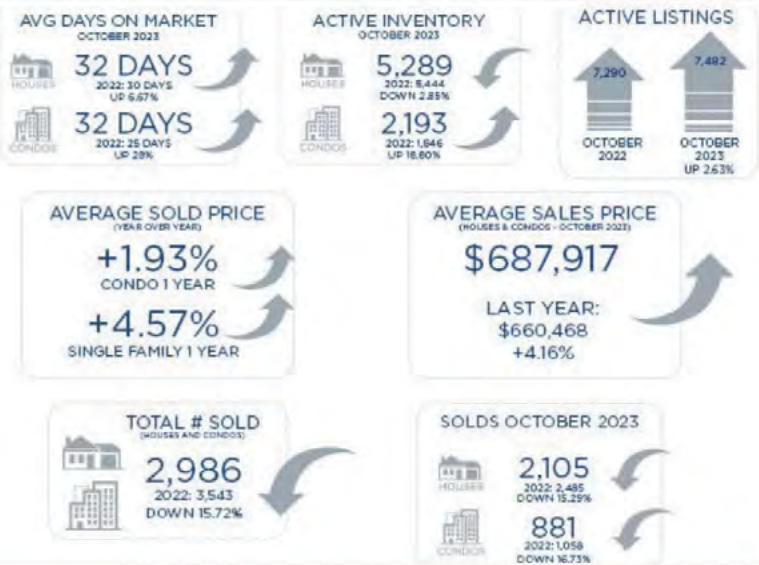 AVG DAYS ON MARKET
OCTOBER 2023
HOUSES
32 DAYS
2022: 30 DAYS
UP 6.67%
CONDOS
32 DAYS
2022: 25 DAYS
UP 28%
ACTIVE INVENTORY
OCTOBER 2023
HOUSES
5,289
2022: 5,444
DOWN 2.85%
CONDOS
2,193
2022: 1,846
UP 18.80%
ACTIVE LISTINGS
7,290
OCTOBER
2022
7,482
OCTOBER
2023
UP 2.63%
AVERAGE SOLD PRICE
(YEAR OVER YEAR)
+1.93%
CONDO 1 YEAR
+4.57%
SINGLE FAMILY 1 YEAR
AVERAGE SALES PRICE
(HOUSES & CONDOS - OCTOBER 2023)
$687,917
LAST YEAR:
$660,468
+4.16%
TOTAL # SOLD
(HOUSES AND CONDOS)
2,986
2022: 3,543
DOWN 15.72%
SOLDS OCTOBER 2023
HOUSES
2,105
2022: 2,485
DOWN 15.29%
CONDOS
881
2022: 1,058
DOWN 16.73%